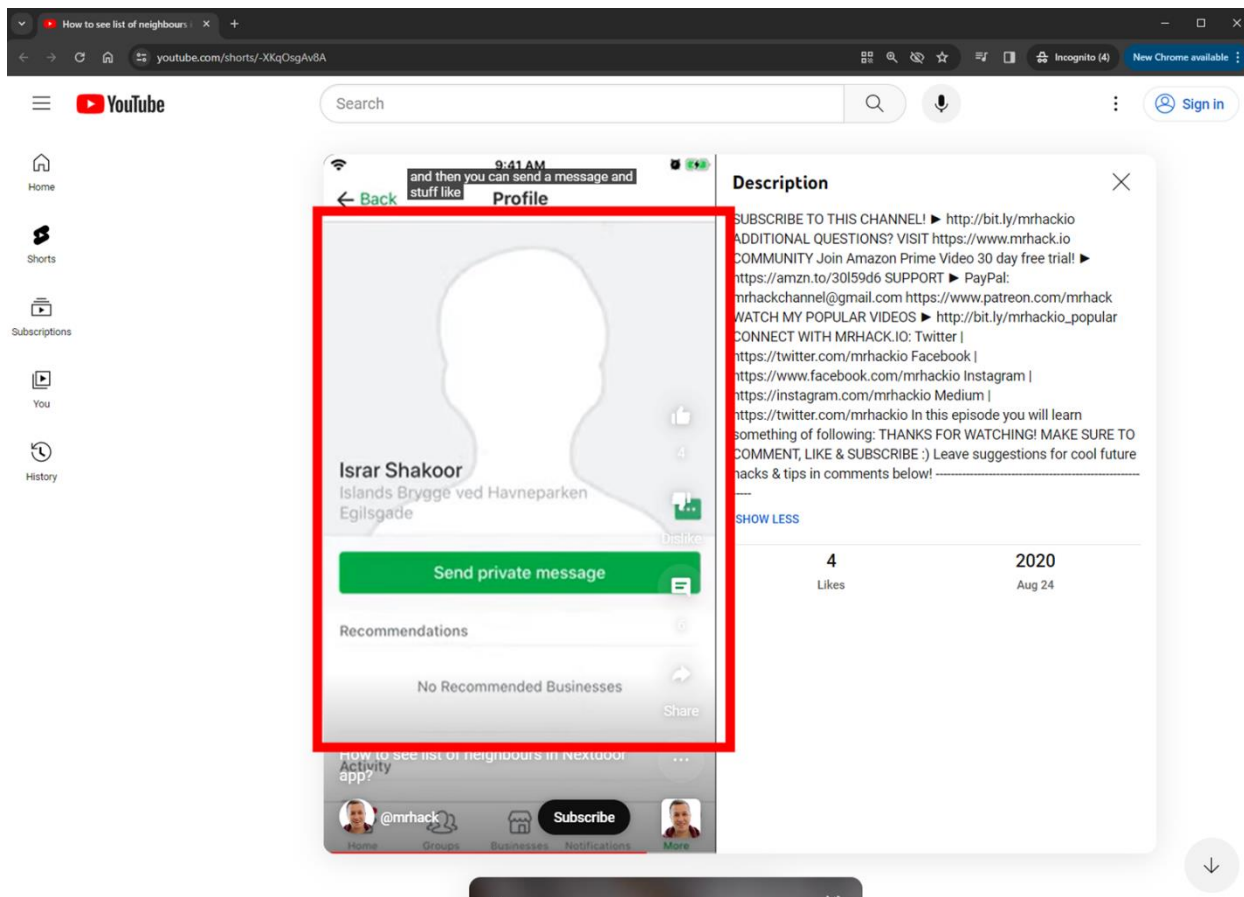 How to see list of neighbours i
New Chrome available
Incognito (4)
youtube.com/shorts/-XKqOsgAv8A
YouTube
Search
Sign in
Home
Shorts
Subscriptions
You
History
9:41 AM
and then you can send a message and
stuff like
Back
Profile
Israr Shakoor
Islands Brygge ved Havneparken
Egilsgade
Send private message
Recommendations
No Recommended Businesses
Activity
How to see list of neighbours in Nextdoor
app?
@mrhack
Subscribe
Home Groups Businesses Notifications More
4
Dislike
6
Share
Description
SUBSCRIBE TO THIS CHANNEL! ► http://bit.ly/mrhackio
ADDITIONAL QUESTIONS? VISIT https://www.mrhack.io
COMMUNITY Join Amazon Prime Video 30 day free trial! ►
https://amzn.to/30l59d6 SUPPORT ► PayPal:
mrhackchannel@gmail.com https://www.patreon.com/mrhack
WATCH MY POPULAR VIDEOS ► http://bit.ly/mrhackio_popular
CONNECT WITH MRHACK.IO: Twitter |
https://twitter.com/mrhackio Facebook |
https://www.facebook.com/mrhackio Instagram |
https://instagram.com/mrhackio Medium |
https://twitter.com/mrhackio In this episode you will learn
something of following: THANKS FOR WATCHING! MAKE SURE TO
COMMENT, LIKE & SUBSCRIBE :) Leave suggestions for cool future
hacks & tips in comments below! --------------------------------------------------
----
SHOW LESS
4
Likes
2020
Aug 24